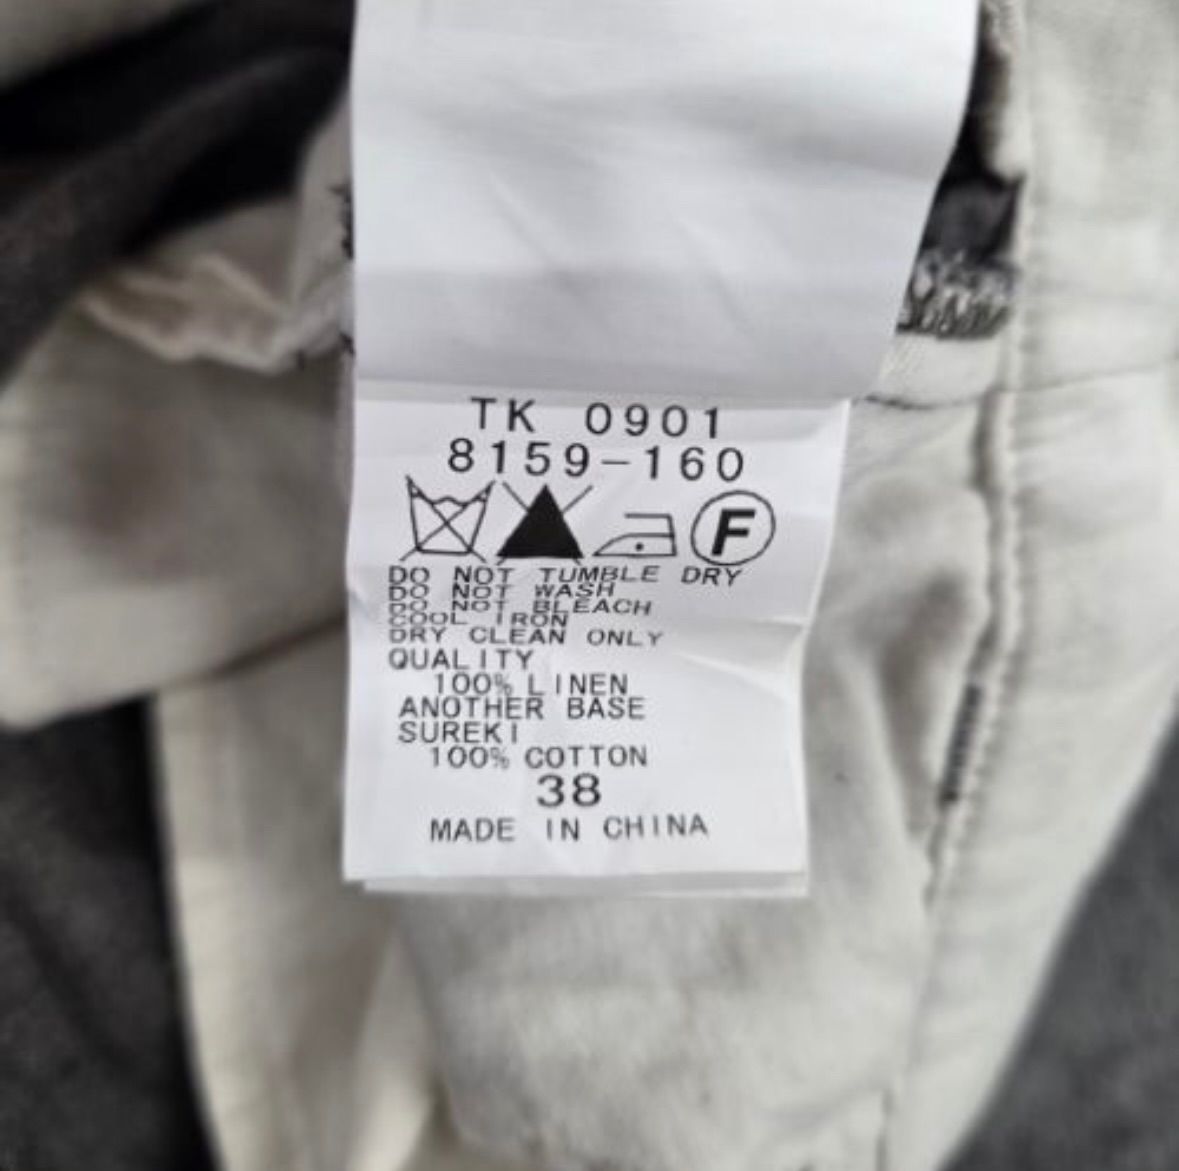 TK 0901
8159-160
F
DO NOT TUMBLE DRY
DO NOT WASH
DO NOT BLEACH
COOL IRON
DRY CLEAN ONLY
QUALITY
100% LINEN
ANOTHER BASE
SUREKI
100% COTTON
38
MADE IN CHINA